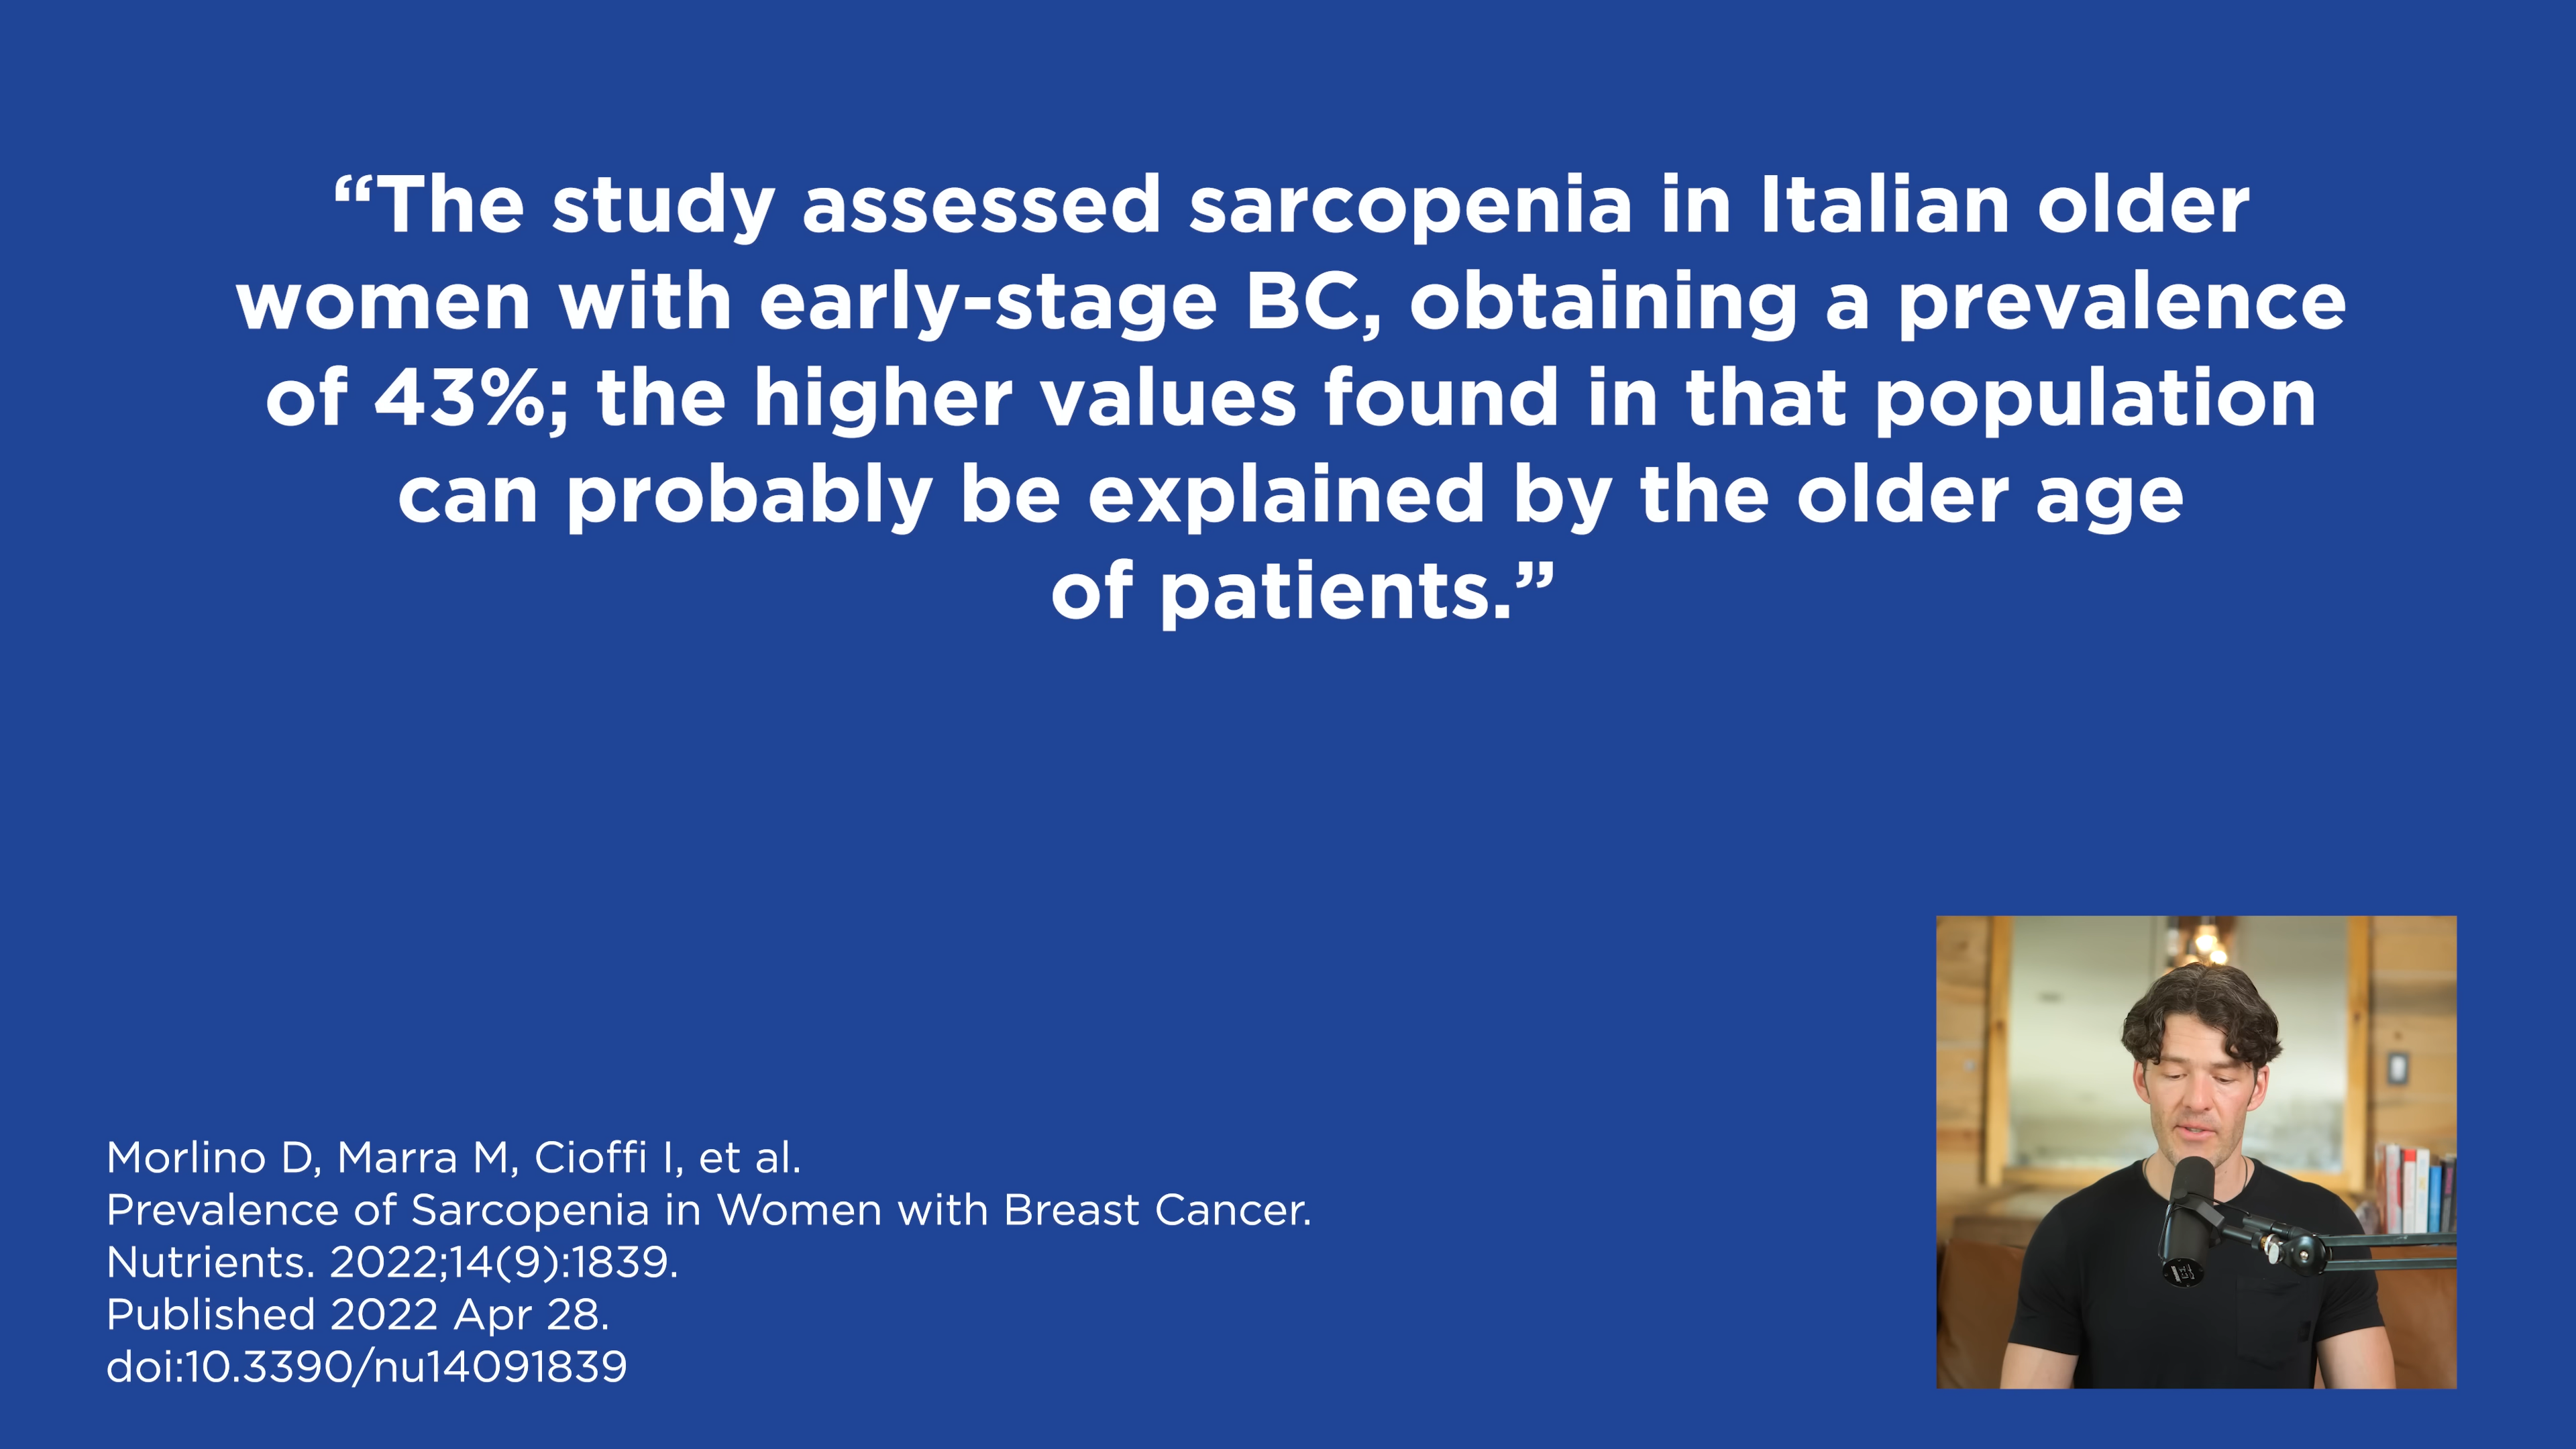 “The study assessed sarcopenia in Italian older
women with early-stage BC, obtaining a prevalence
of 43%; the higher values found in that population
can probably be explained by the older age
of patients.”
Morlino D, Marra M, Cioffi I, et al.
Prevalence of Sarcopenia in Women with Breast Cancer.
Nutrients. 2022;14(9):1839.
Published 2022 Apr 28.
doi:10.3390/nu14091839